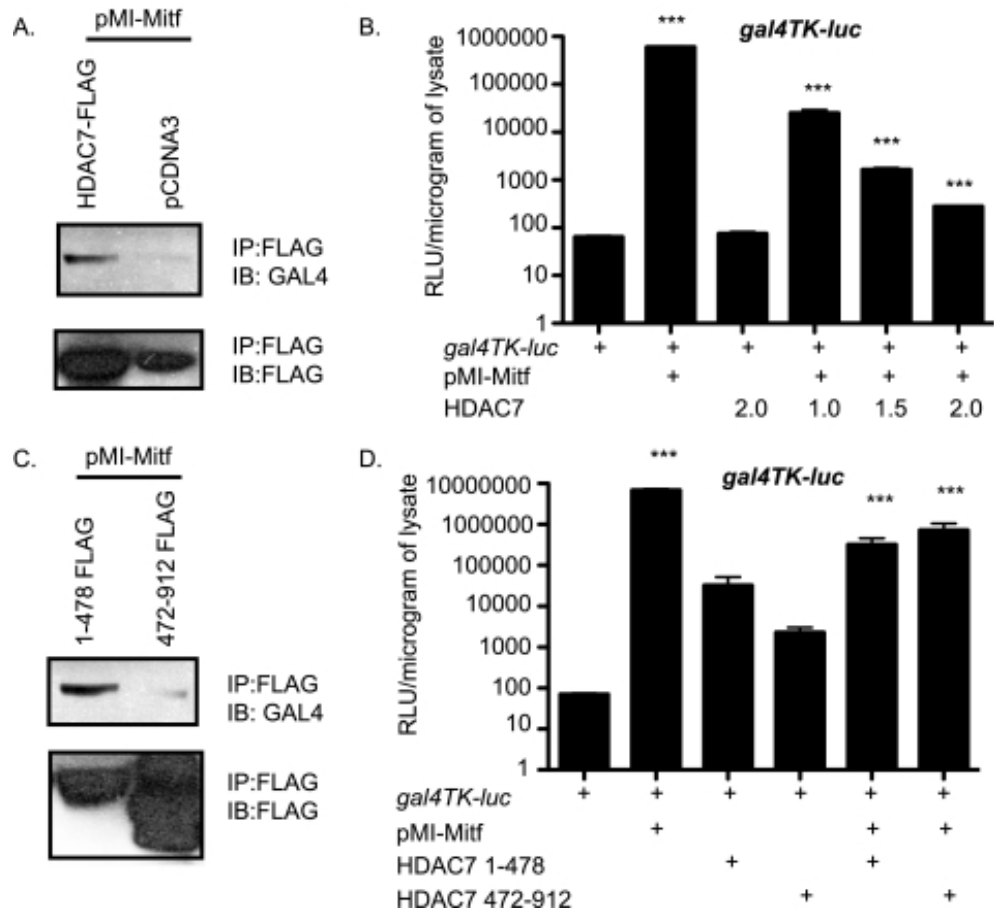 A.
pMI-Mitf
HDAC7-FLAG
pCDNA3
IP:FLAG
IB: GAL4
IP:FLAG
IB:FLAG
B.
gal4TK-luc
RLU/microgram of lysate
1000000
100000
10000
1000
100
10
1
***
***
***
***
gal4TK-luc + + + + + +
pMI-Mitf + + + +
HDAC7 2.0 1.0 1.5 2.0
C.
pMI-Mitf
1-478 FLAG
472-912 FLAG
IP:FLAG
IB: GAL4
IP:FLAG
IB:FLAG
D.
gal4TK-luc
RLU/microgram of lysate
10000000
1000000
100000
10000
1000
100
10
1
***
***
***
gal4TK-luc + + + + + +
pMI-Mitf + + +
HDAC7 1-478 + +
HDAC7 472-912 + +